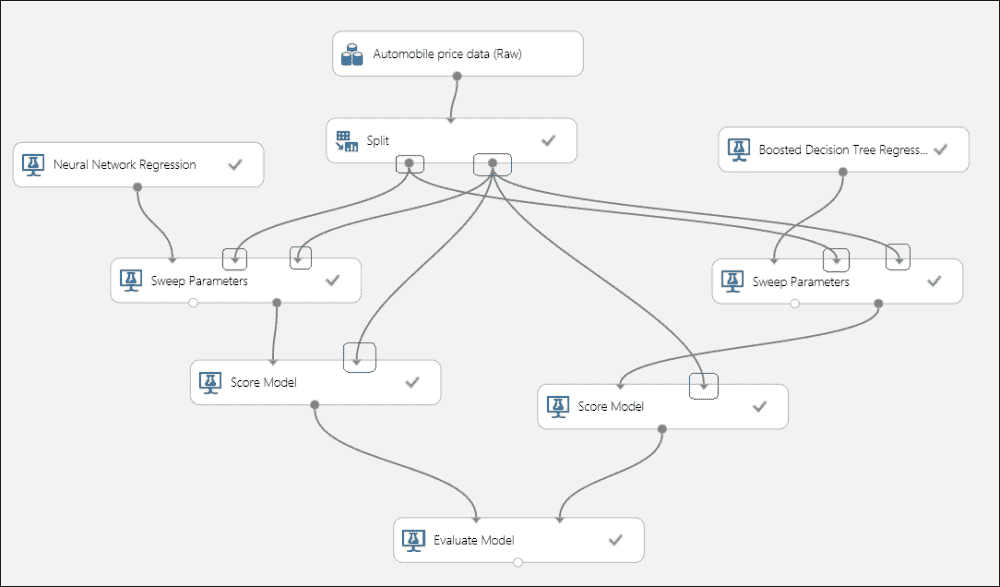 Automobile price data (Raw)
Split
Neural Network Regression
Boosted Decision Tree Regress...
Sweep Parameters
Sweep Parameters
Score Model
Score Model
Evaluate Model